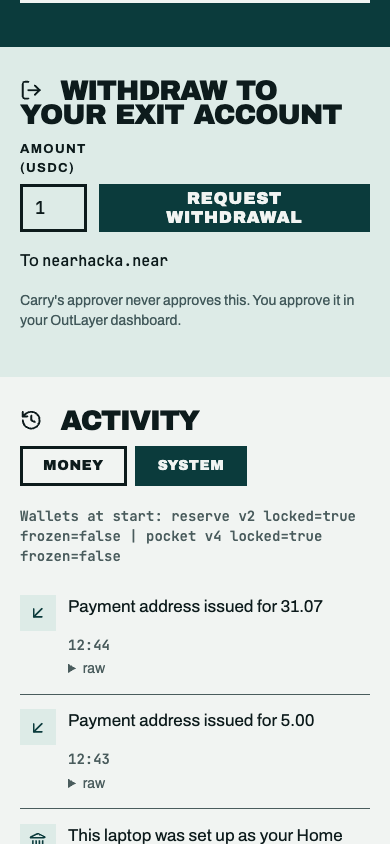 WITHDRAW TO
YOUR EXIT ACCOUNT
AMOUNT
(USDC)
1
REQUEST
WITHDRAWAL
To nearhacka.near
Carry's approver never approves this. You approve it in
your OutLayer dashboard.
ACTIVITY
MONEY
SYSTEM
Wallets at start: reserve v2 locked=true
frozen=false | pocket v4 locked=true
frozen=false
Payment address issued for 31.07
12:44
raw
Payment address issued for 5.00
12:43
raw
This laptop was set up as your Home